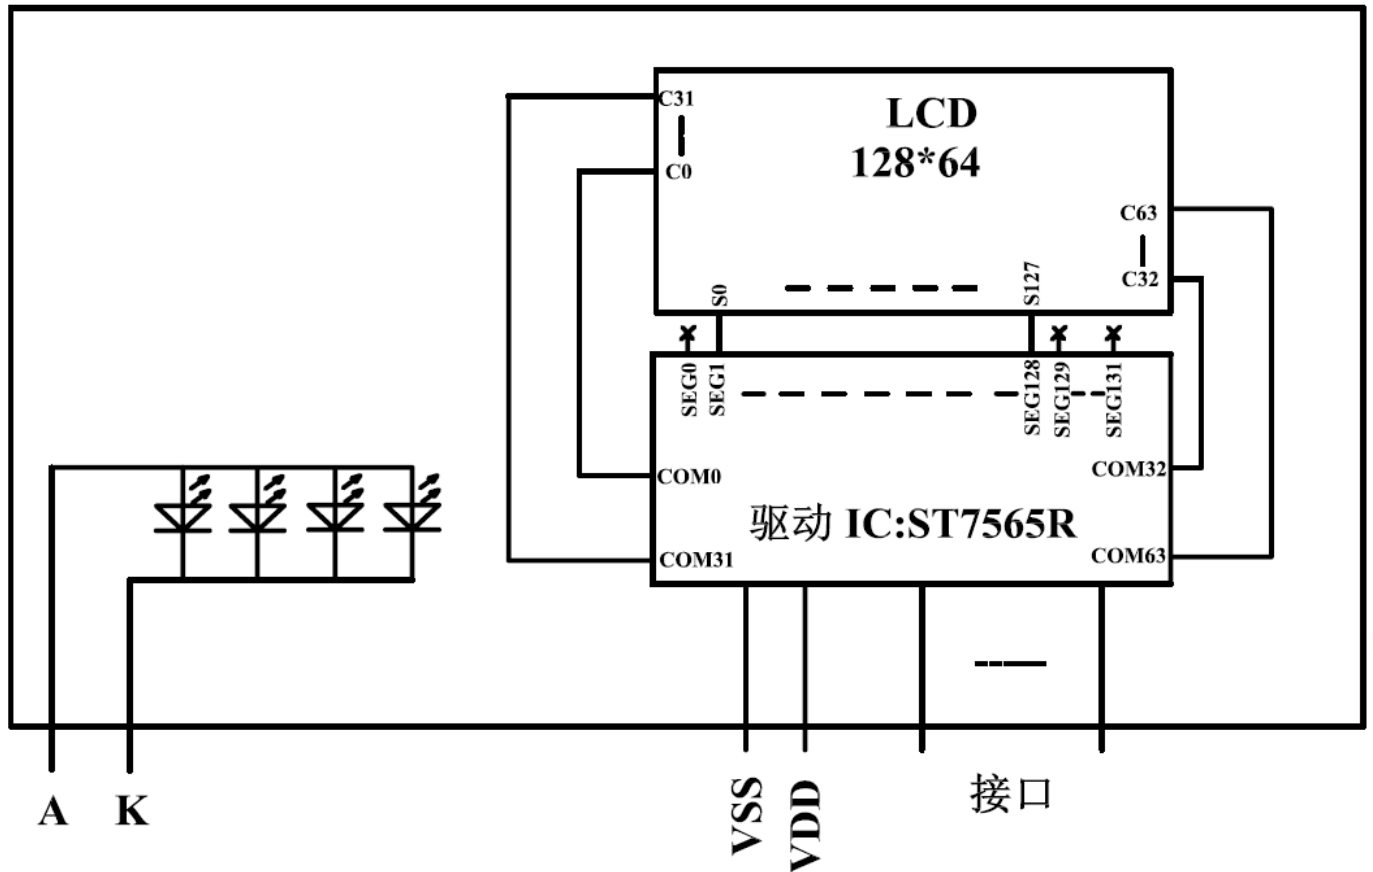 LCD
128*64
C31
C0
C63
C32
S0
S127
SEG0
SEG1
SEG128
SEG129
SEG131
COM0
COM32
驱动 IC:ST7565R
COM31
COM63
A
K
VSS
VDD
接口